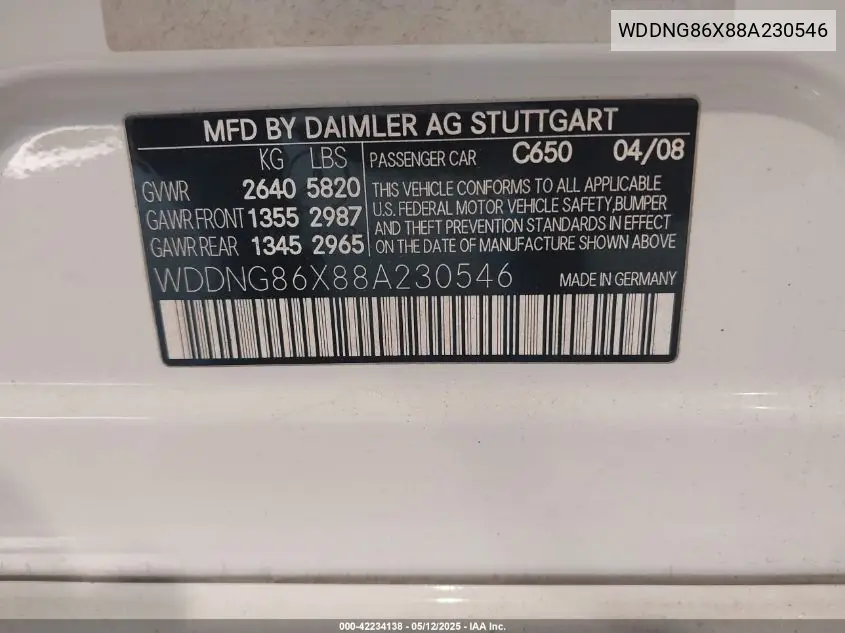 WDDNG86X88A230546
MFD BY DAIMLER AG STUTTGART
KG LBS
GVWR 2640 5820
GAWR FRONT 1355 2987
GAWR REAR 1345 2965
PASSENGER CAR C650 04/08
THIS VEHICLE CONFORMS TO ALL APPLICABLE
U.S. FEDERAL MOTOR VEHICLE SAFETY,BUMPER
AND THEFT PREVENTION STANDARDS IN EFFECT
ON THE DATE OF MANUFACTURE SHOWN ABOVE
WDDNG86X88A230546 MADE IN GERMANY
000-42234138 - 05/12/2025 - IAA Inc.